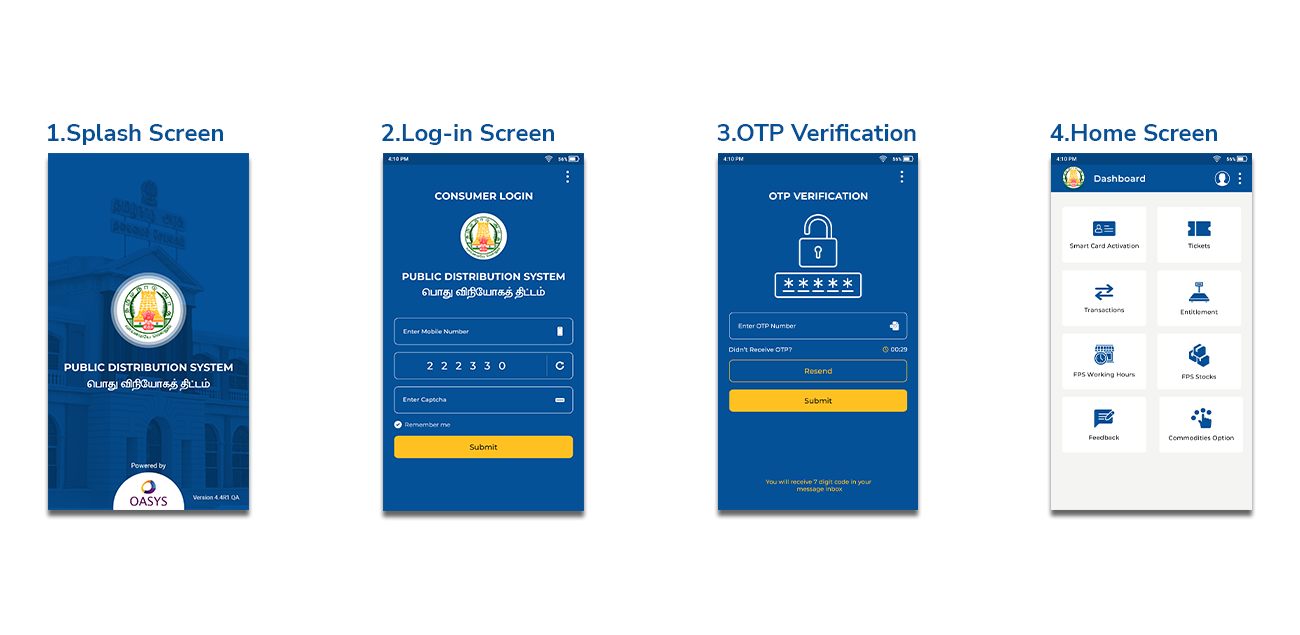 1.Splash Screen
PUBLIC DISTRIBUTION SYSTEM
பொது விநியோகத் திட்டம்
Powered by
OASYS
Version 4.4R1 QA
2.Log-in Screen
4:10 PM
56%
CONSUMER LOGIN
PUBLIC DISTRIBUTION SYSTEM
பொது விநியோகத் திட்டம்
Enter Mobile Number
2 2 2 3 3 0
Enter Captcha
Remember me
Submit
3.OTP Verification
4:10 PM
56%
OTP VERIFICATION
*****
Enter OTP Number
Didn't Receive OTP?
00:29
Resend
Submit
You will receive 7 digit code in your
message inbox
4.Home Screen
4:10 PM
56%
Dashboard
Smart Card Activation
Tickets
Transactions
Entitlement
FPS Working Hours
FPS Stocks
Feedback
Commodities Option